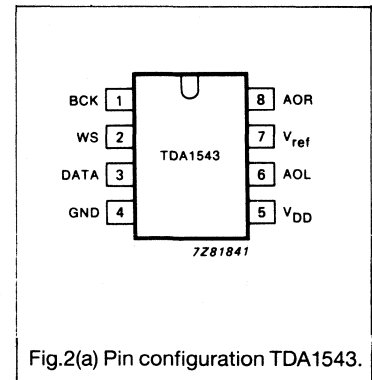 BCK 1 8 AOR
WS 2 7 Vref
TDA1543
DATA 3 6 AOL
GND 4 5 VDD
7Z81841
Fig.2(a) Pin configuration TDA1543.